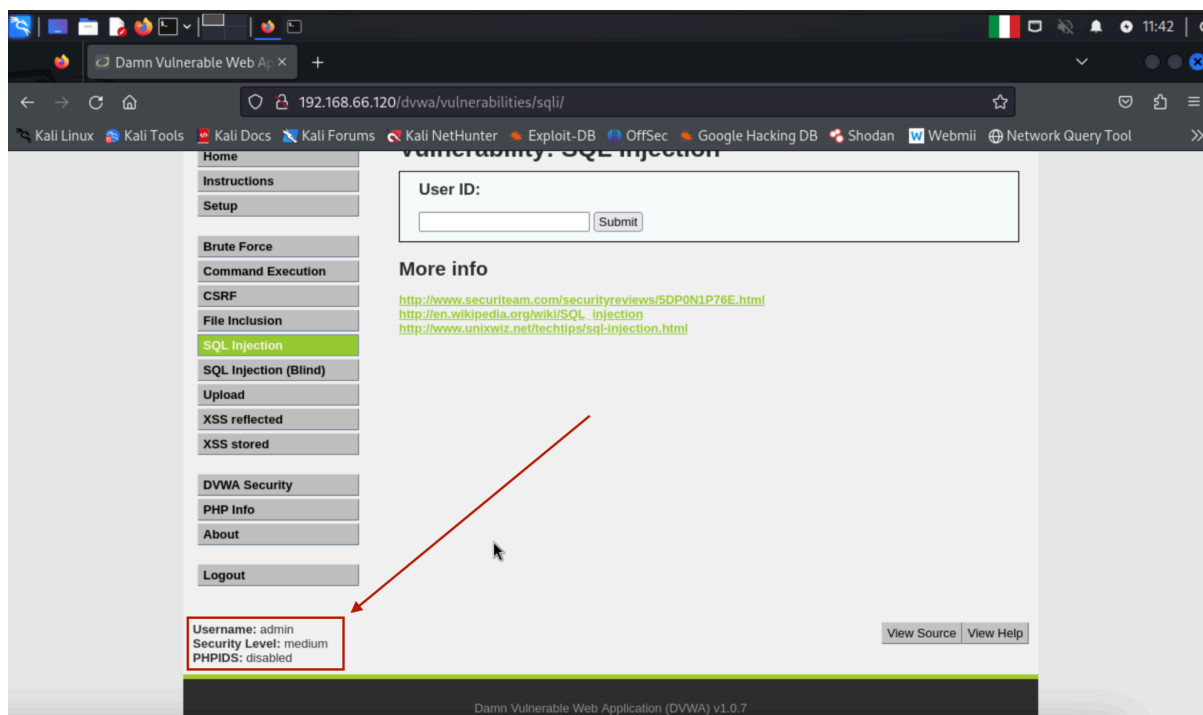 11:42
Damn Vulnerable Web Ap
192.168.66.120/dvwa/vulnerabilities/sqli/
Kali Linux Kali Tools Kali Docs Kali Forums Kali NetHunter Exploit-DB OffSec Google Hacking DB Shodan Webmii Network Query Tool
Home
Instructions
Setup
Brute Force
Command Execution
CSRF
File Inclusion
SQL Injection
SQL Injection (Blind)
Upload
XSS reflected
XSS stored
DVWA Security
PHP Info
About
Logout
Username: admin
Security Level: medium
PHPIDS: disabled
Vulnerability: SQL Injection
User ID:
Submit
More info
http://www.securiteam.com/securityreviews/5DP0N1P76E.html
http://en.wikipedia.org/wiki/SQL_injection
http://www.unixwiz.net/techtips/sql-injection.html
View Source View Help
Damn Vulnerable Web Application (DVWA) v1.0.7